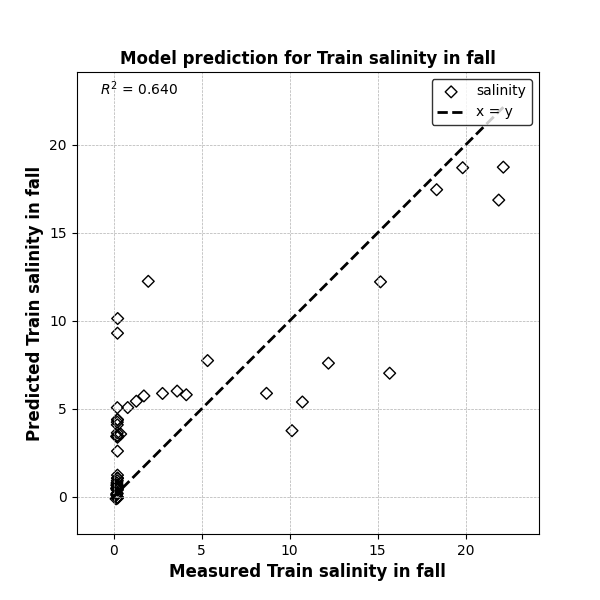 Model prediction for Train salinity in fall
R² = 0.640
salinity
x = y
20
15
10
5
0
0 5 10 15 20
Predicted Train salinity in fall
Measured Train salinity in fall